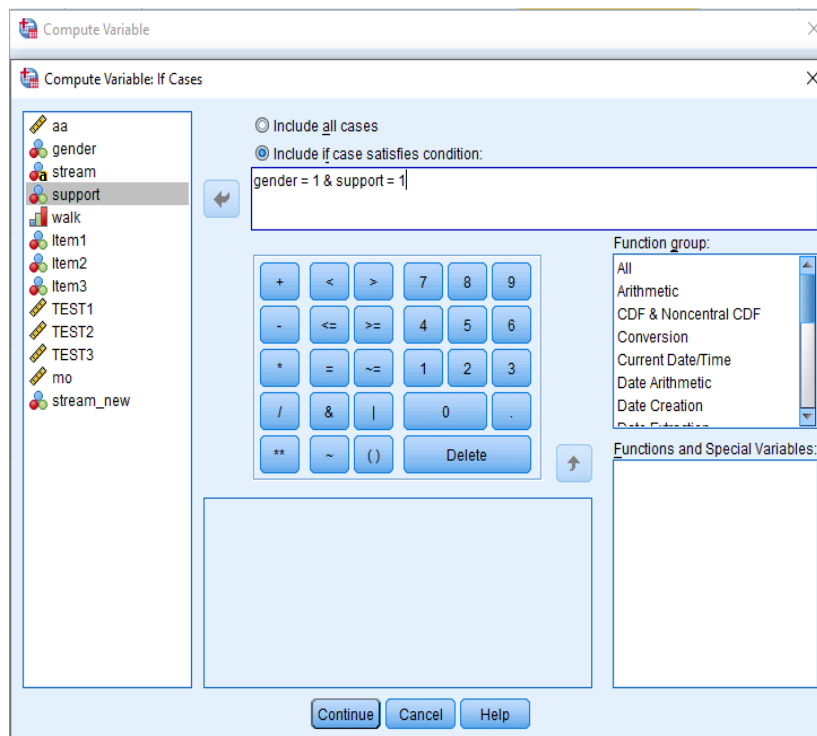 Compute Variable
Compute Variable: If Cases
aa
gender
stream
support
walk
Item1
Item2
Item3
TEST1
TEST2
TEST3
mo
stream_new
Include all cases
Include if case satisfies condition:
gender = 1 & support = 1
+ < > 7 8 9
- <= >= 4 5 6
* = ~= 1 2 3
/ & | 0 .
** ~ ( ) Delete
Function group:
All
Arithmetic
CDF & Noncentral CDF
Conversion
Current Date/Time
Date Arithmetic
Date Creation
Date Extraction
Functions and Special Variables:
Continue Cancel Help